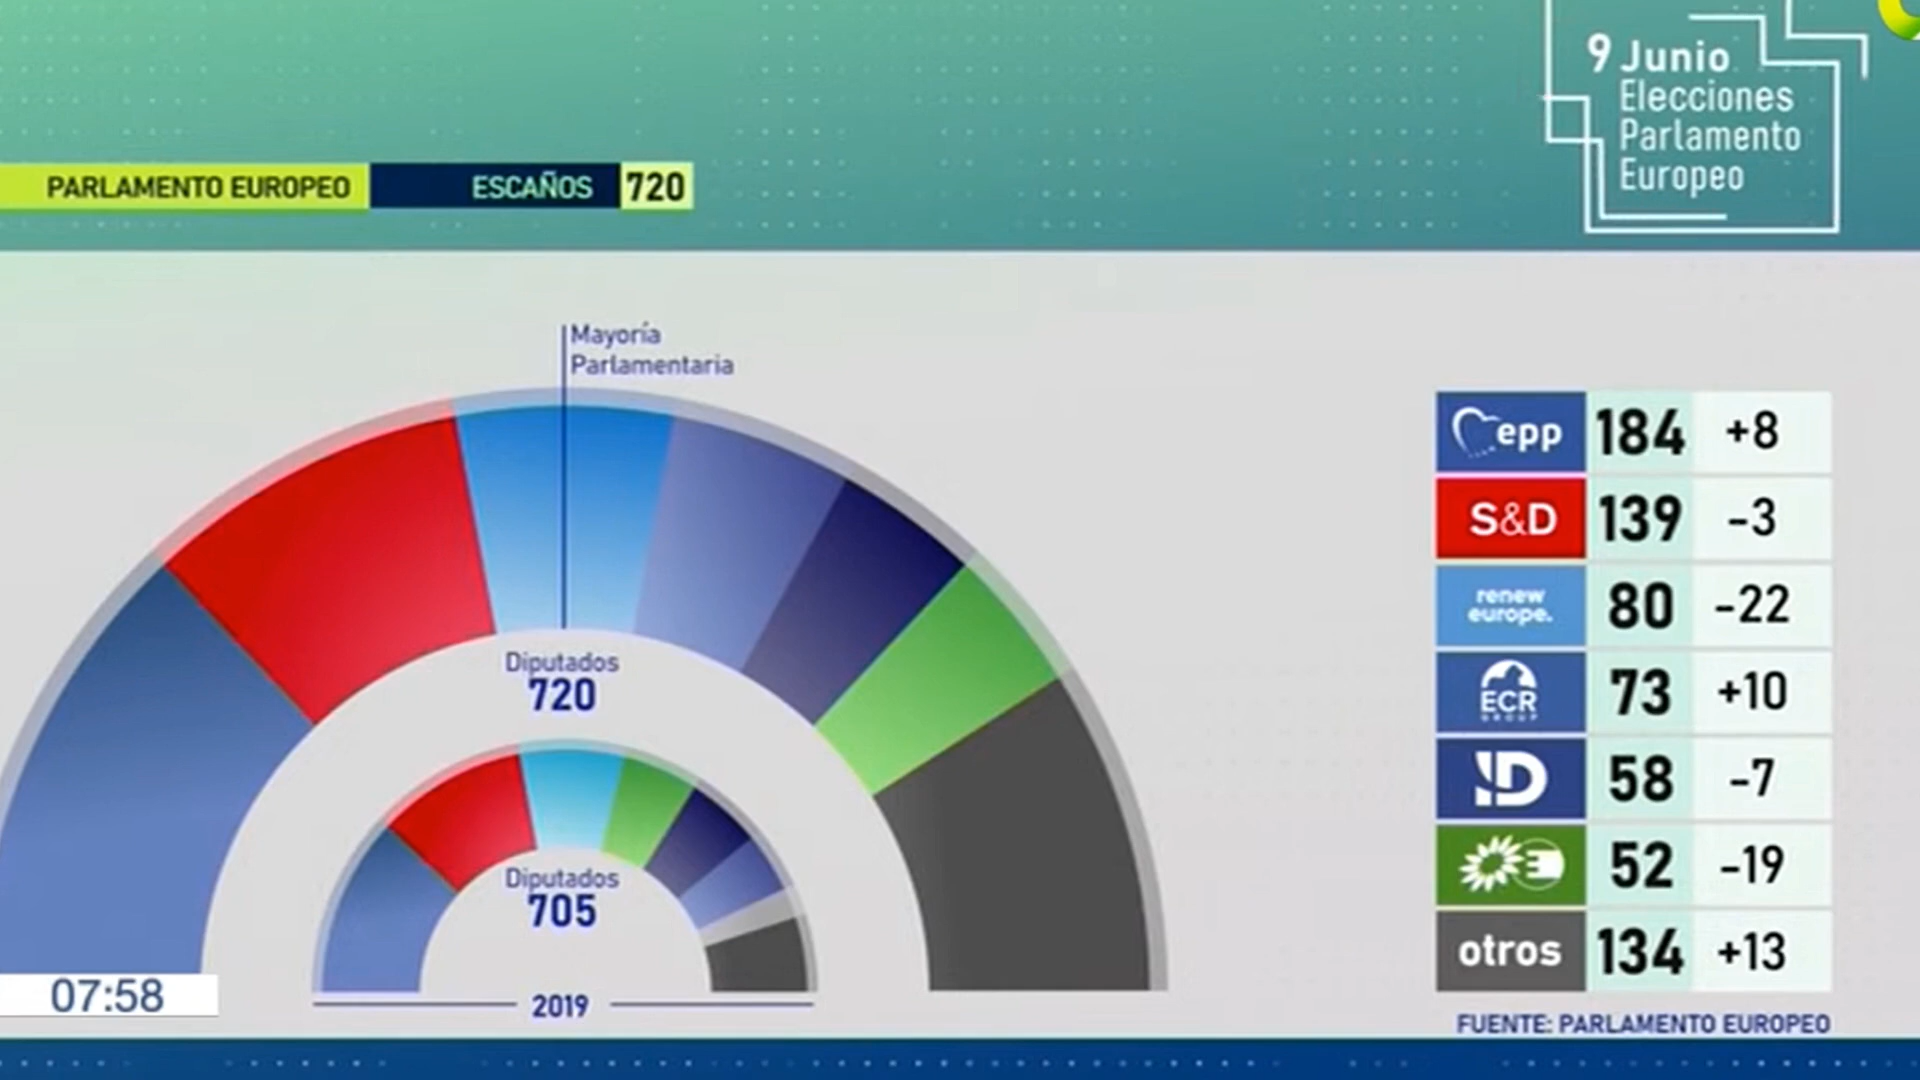 9 Junio
Elecciones
Parlamento
Europeo
PARLAMENTO EUROPEO ESCAÑOS 720
Mayoría
Parlamentaria
Diputados
720
Diputados
705
2019
epp 184 +8
S&D 139 -3
renew
europe. 80 -22
ECR
GROUP 73 +10
ID 58 -7
52 -19
otros 134 +13
FUENTE: PARLAMENTO EUROPEO
07:58